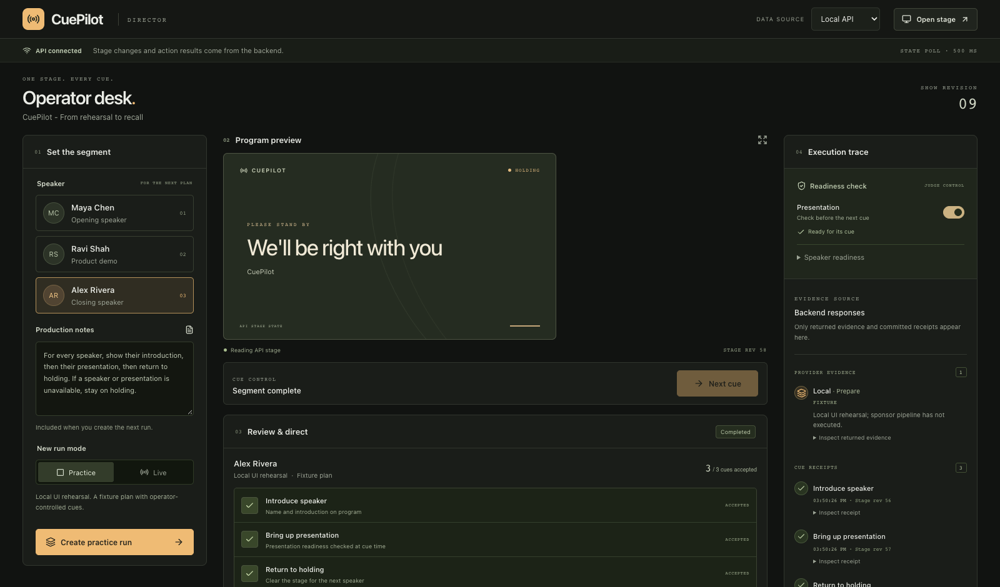 CuePilot
DIRECTOR
DATA SOURCE
Local API
Open stage
API connected
Stage changes and action results come from the backend.
STATE POLL • 500 MS
ONE STAGE. EVERY CUE.
Operator desk.
CuePilot - From rehearsal to recall
SHOW REVISION
09
01 Set the segment
Speaker
FOR THE NEXT PLAN
MC
Maya Chen
Opening speaker
01
RS
Ravi Shah
Product demo
02
AR
Alex Rivera
Closing speaker
03
Production notes
For every speaker, show their introduction,
then their presentation, then return to
holding. If a speaker or presentation is
unavailable, stay on holding.
Included when you create the next run.
New run mode
Practice
Live
Local UI rehearsal. A fixture plan with operator-
controlled cues.
Create practice run
02 Program preview
CUEPILOT
HOLDING
PLEASE STAND BY
We'll be right with you
CuePilot
API STAGE STATE
Reading API stage
STAGE REV 58
CUE CONTROL
Segment complete
Next cue
03 Review & direct
Completed
Alex Rivera
Local UI rehearsal · Fixture plan
3 / 3 cues accepted
Introduce speaker
Name and introduction on program
ACCEPTED
Bring up presentation
Presentation readiness checked at cue time
ACCEPTED
Return to holding
Clear the stage for the next speaker
ACCEPTED
04 Execution trace
Readiness check
JUDGE CONTROL
Presentation
Check before the next cue
Ready for its cue
Speaker readiness
EVIDENCE SOURCE
Backend responses
Only returned evidence and committed receipts appear
here.
PROVIDER EVIDENCE
1
Local · Prepare
FIXTURE
Local UI rehearsal; sponsor pipeline has not
executed.
Inspect returned evidence
CUE RECEIPTS
3
Introduce speaker
03:50:26 PM · Stage rev 56
Inspect receipt
Bring up presentation
03:50:26 PM · Stage rev 57
Inspect receipt
Return to holding